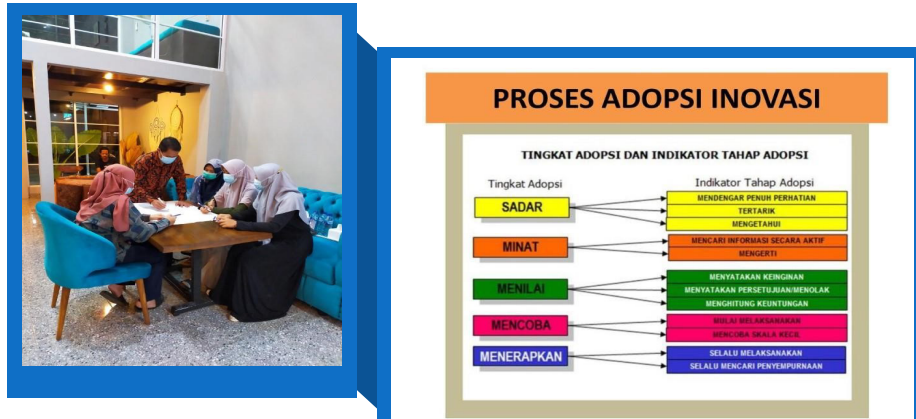 PROSES ADOPSI INOVASI
TINGKAT ADOPSI DAN INDIKATOR TAHAP ADOPSI
Tingkat Adopsi
Indikator Tahap Adopsi
SADAR
MENDENGAR PENUH PERHATIAN
TERTARIK
MENGETAHUI
MINAT
MENCARI INFORMASI SECARA AKTIF
MENGERTI
MENILAI
MENYATAKAN KEINGINAN
MENYATAKAN PERSETUJUAN/MENOLAK
MENGHITUNG KEUNTUNGAN
MENCOBA
MULAI MELAKSANAKAN
MENCOBA SKALA KECIL
MENERAPKAN
SELALU MELAKSANAKAN
SELALU MENCARI PENYEMPURNAAN